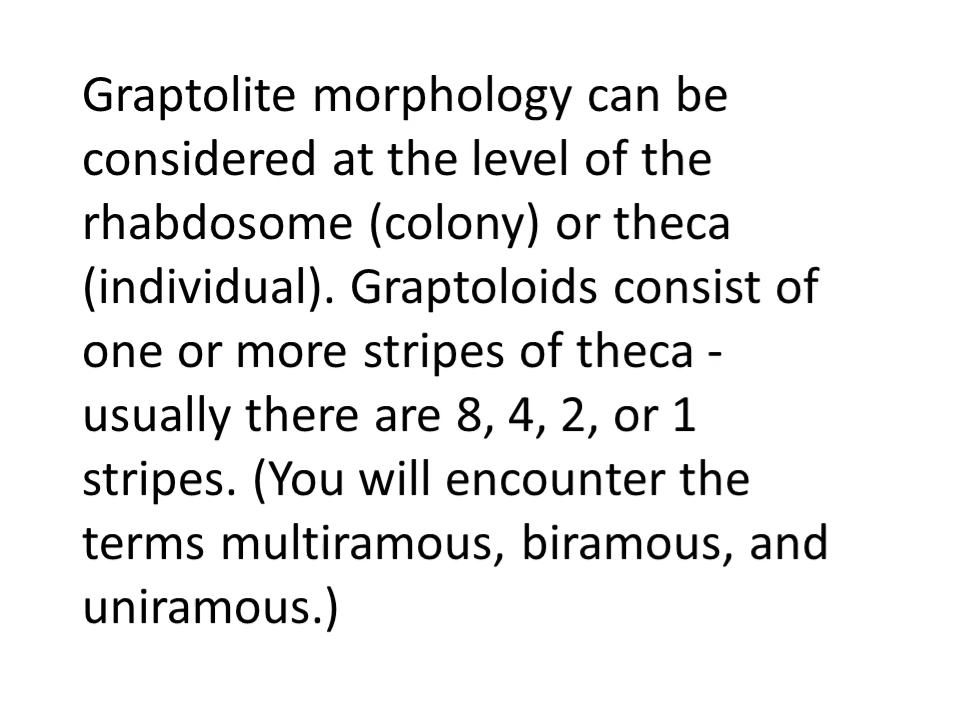 Graptolite morphology can be
considered at the level of the
rhabdosome (colony) or theca
(individual). Graptoloids consist of
one or more stripes of theca -
usually there are 8, 4, 2, or 1
stripes. (You will encounter the
terms multiramous, biramous, and
uniramous.)